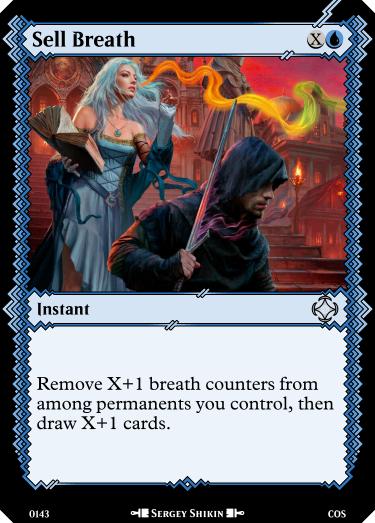 Sell Breath X
Instant
Remove X+1 breath counters from
among permanents you control, then
draw X+1 cards.
0143 Sergey Shikin COS